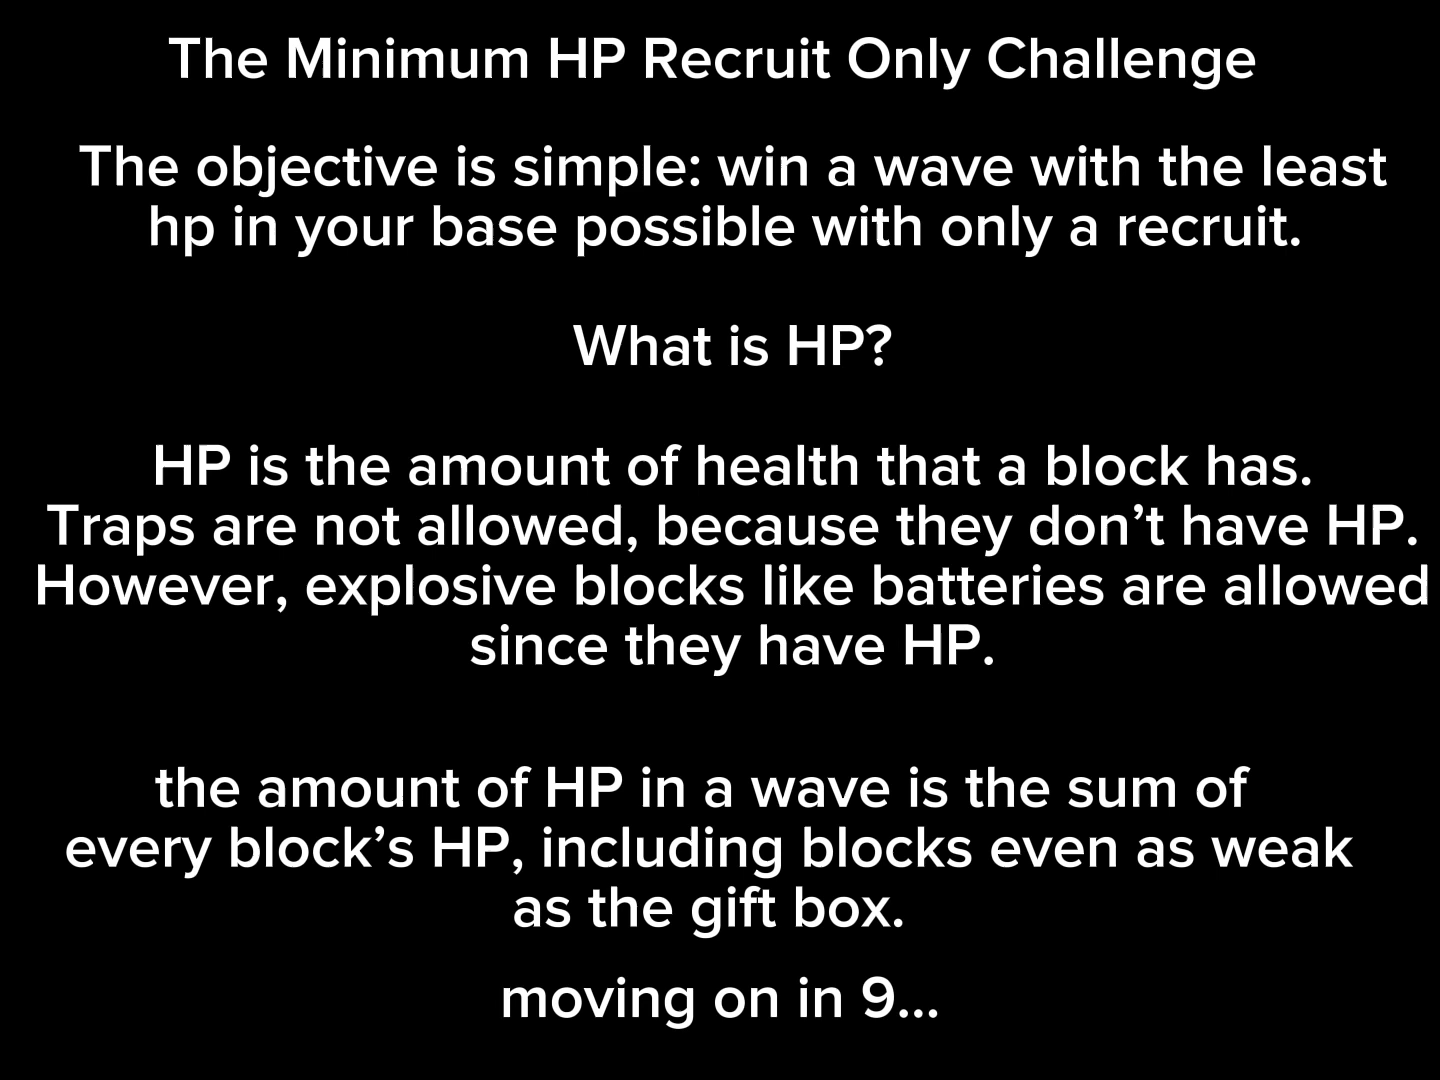 The Minimum HP Recruit Only Challenge
The objective is simple: win a wave with the least
hp in your base possible with only a recruit.
What is HP?
HP is the amount of health that a block has.
Traps are not allowed, because they don’t have HP.
However, explosive blocks like batteries are allowed
since they have HP.
the amount of HP in a wave is the sum of
every block’s HP, including blocks even as weak
as the gift box.
moving on in 9...